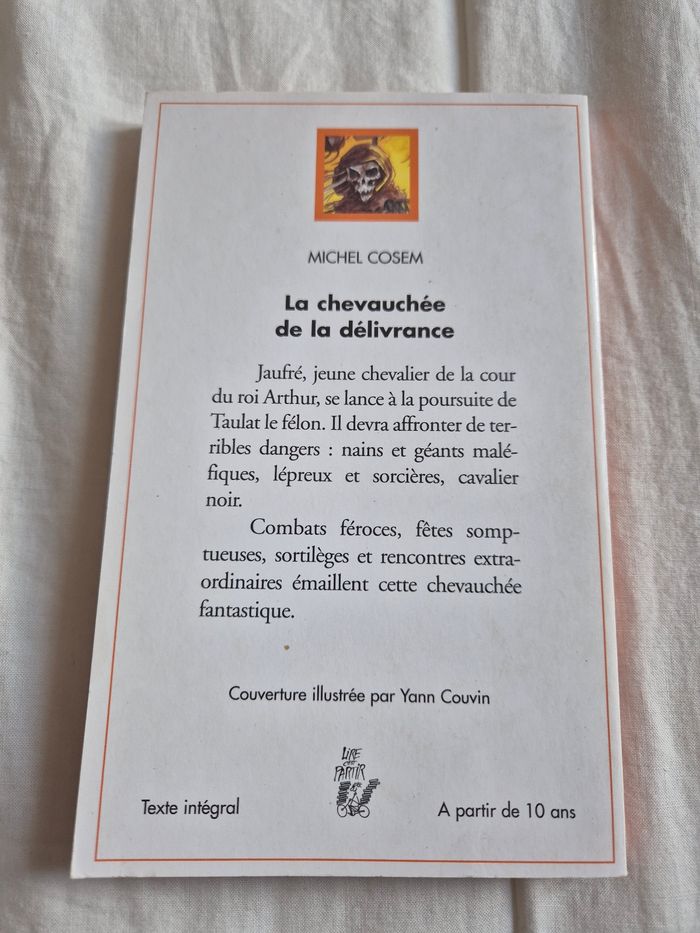 MICHEL COSEM
La chevauchée
de la délivrance
Jaufré, jeune chevalier de la cour
du roi Arthur, se lance à la poursuite de
Taulat le félon. Il devra affronter de ter-
ribles dangers : nains et géants malé-
fiques, lépreux et sorcières, cavalier
noir.
Combats féroces, fêtes somp-
tueuses, sortilèges et rencontres extra-
ordinaires émaillent cette chevauchée
fantastique.
Couverture illustrée par Yann Couvin
LIRE
C'EST
PARTIR
Texte intégral
A partir de 10 ans